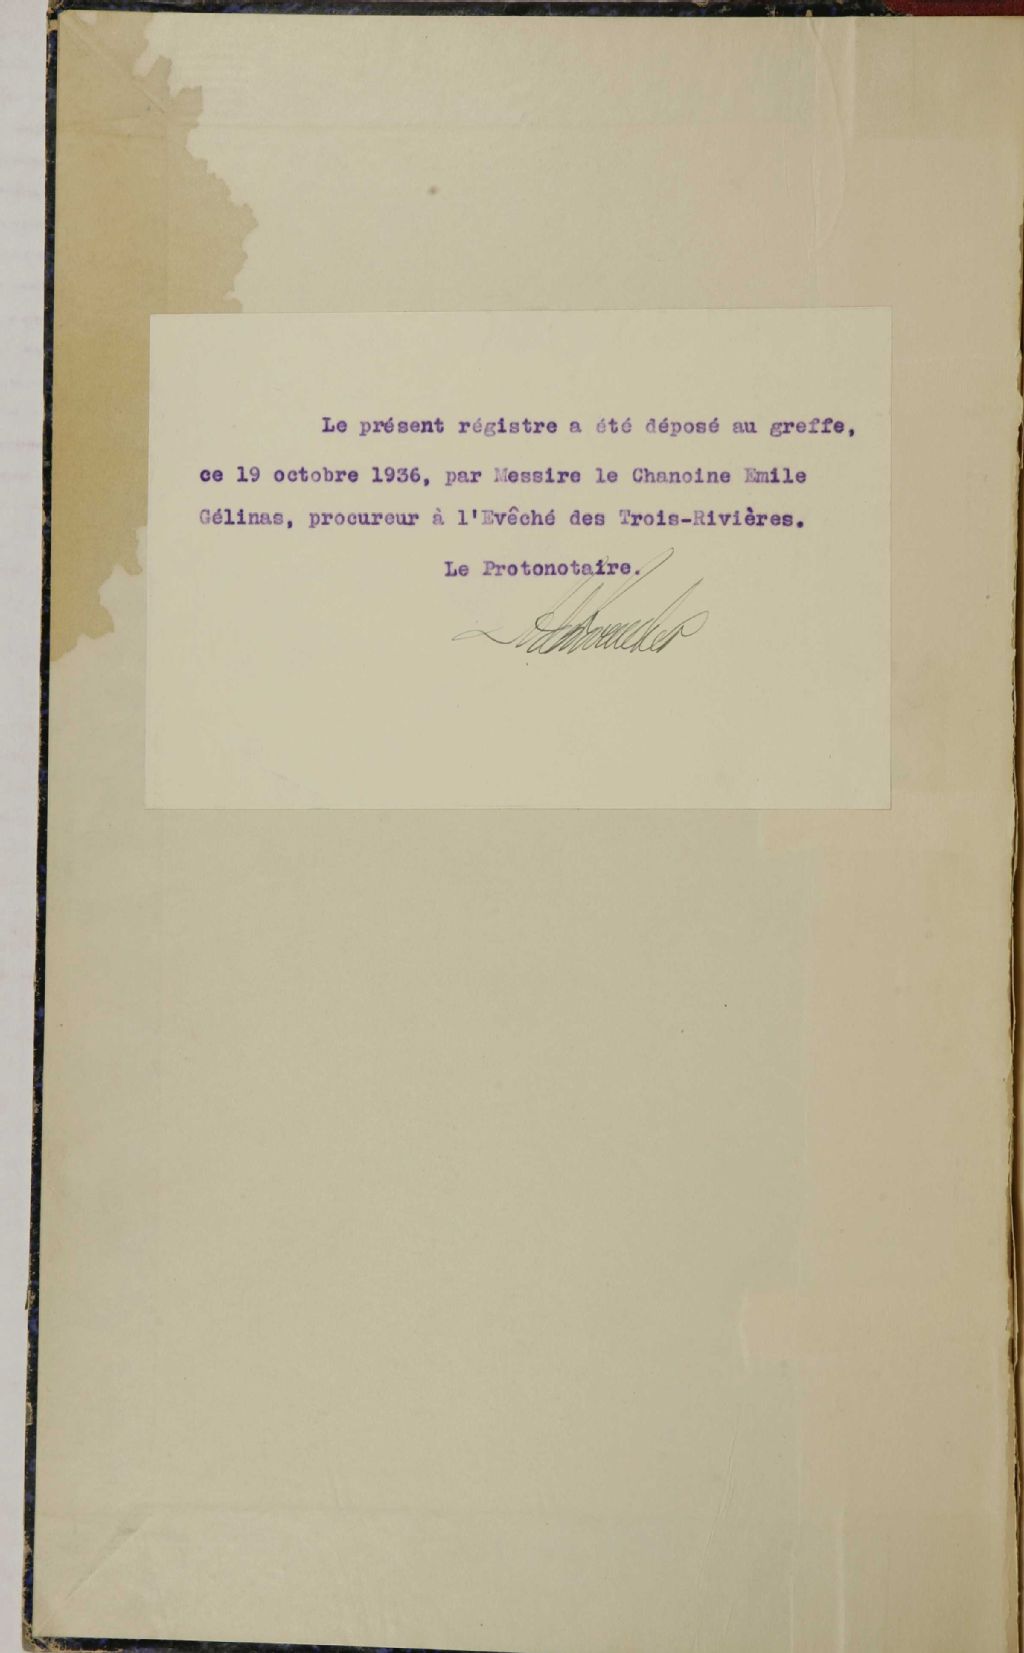 Le présent régistre a été déposé au greffe,
ce 19 octobre 1936, par Messire le Chanoine Emile
Gélinas, procureur à l'Evêché des Trois-Rivières.
Le Protonotaire.